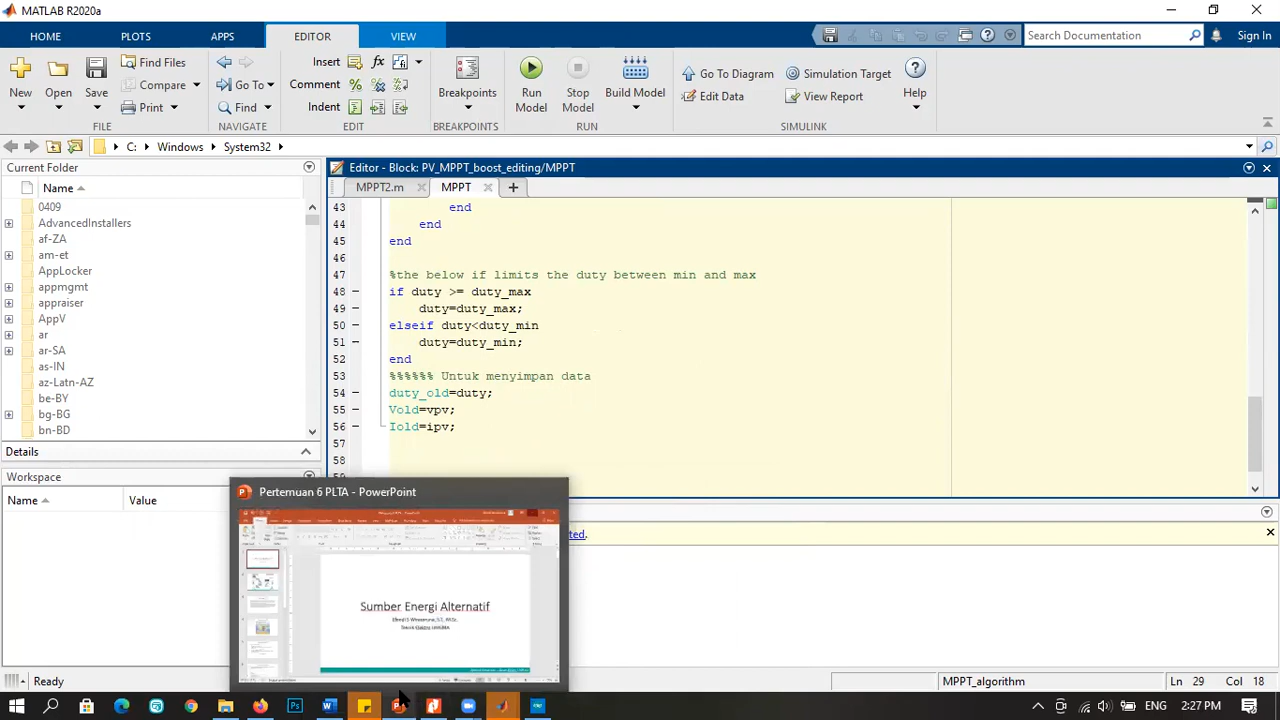 MATLAB R2020a
HOME PLOTS APPS EDITOR VIEW Search Documentation Sign In
Insert fx
Find Files
Compare
Print
Go To
Find
Comment
Indent
New Open Save
Breakpoints
Run Model
Stop Model
Build Model
Go To Diagram
Edit Data
Simulation Target
View Report
Help
FILE NAVIGATE EDIT BREAKPOINTS RUN SIMULINK
C: Windows System32
Current Folder
Name
0409
AdvancedInstallers
af-ZA
am-et
AppLocker
appmgmt
appraiser
AppV
ar
ar-SA
as-IN
az-Latn-AZ
be-BY
bg-BG
bn-BD
Details
Workspace
Name Value
Editor - Block: PV_MPPT_boost_editing/MPPT
MPPT2.m MPPT
43 end
44 end
45 end
46
47 %the below if limits the duty between min and max
48 if duty >= duty_max
49 duty=duty_max;
50 elseif duty<duty_min
51 duty=duty_min;
52 end
53 %%%%%% Untuk menyimpan data
54 duty_old=duty;
55 Vold=vpv;
56 Iold=ipv;
57
58
ted.
Pertemuan 6 PLTA - PowerPoint
Sumber Energi Alternatif
Ready
MPPT_algorithm Ln 29 Col 18
ENG 2:27 PM